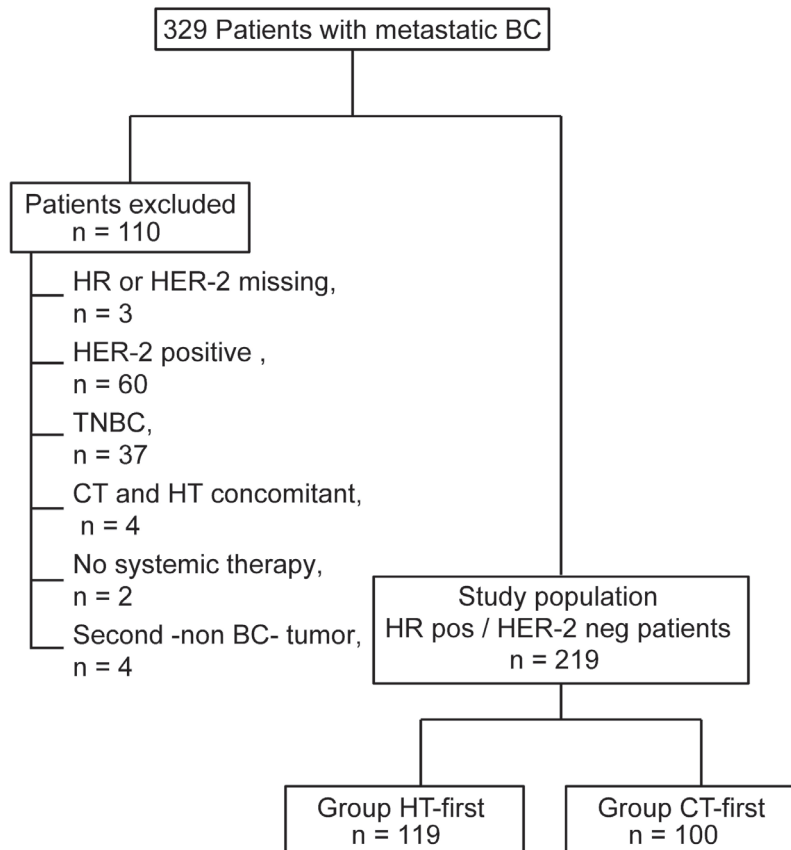 329 Patients with metastatic BC
Patients excluded
n = 110
HR or HER-2 missing,
n = 3
HER-2 positive ,
n = 60
TNBC,
n = 37
CT and HT concomitant,
n = 4
No systemic therapy,
n = 2
Second -non BC- tumor,
n = 4
Study population
HR pos / HER-2 neg patients
n = 219
Group HT-first
n = 119
Group CT-first
n = 100